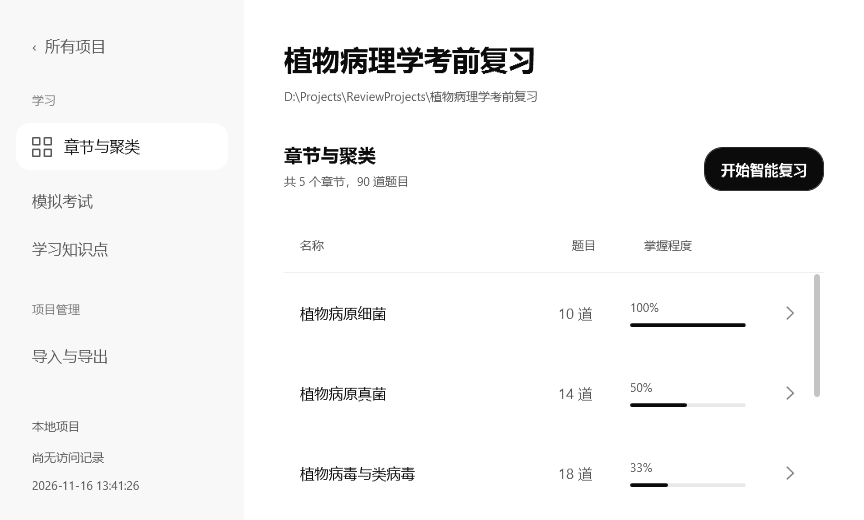 ‹ 所有项目
学习
章节与聚类
模拟考试
学习知识点
项目管理
导入与导出
本地项目
尚无访问记录
2026-11-16 13:41:26
植物病理学考前复习
D:\Projects\ReviewProjects\植物病理学考前复习
章节与聚类
共 5 个章节，90 道题目
开始智能复习
名称 题目 掌握程度
植物病原细菌 10 道 100%
植物病原真菌 14 道 50%
植物病毒与类病毒 18 道 33%